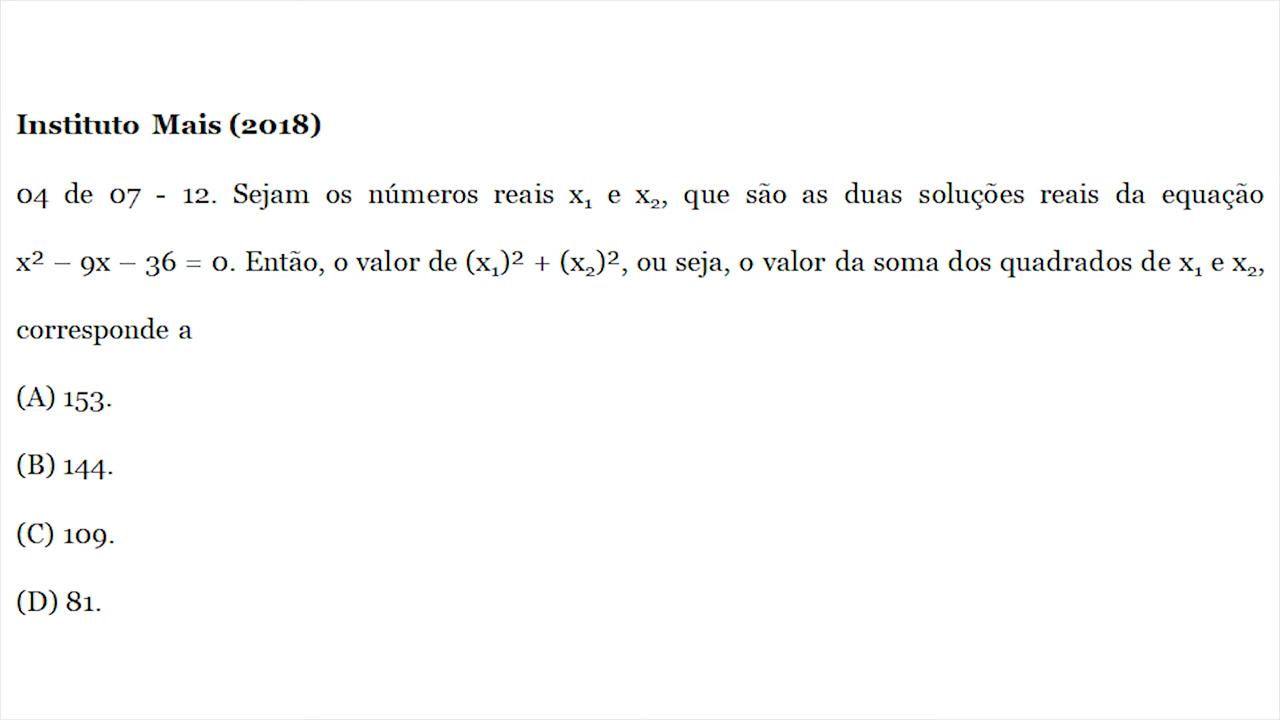 Instituto Mais (2018)
04 de 07 - 12. Sejam os números reais x₁ e x₂, que são as duas soluções reais da equação
x² – 9x – 36 = 0. Então, o valor de (x₁)² + (x₂)², ou seja, o valor da soma dos quadrados de x₁ e x₂,
corresponde a
(A) 153.
(B) 144.
(C) 109.
(D) 81.